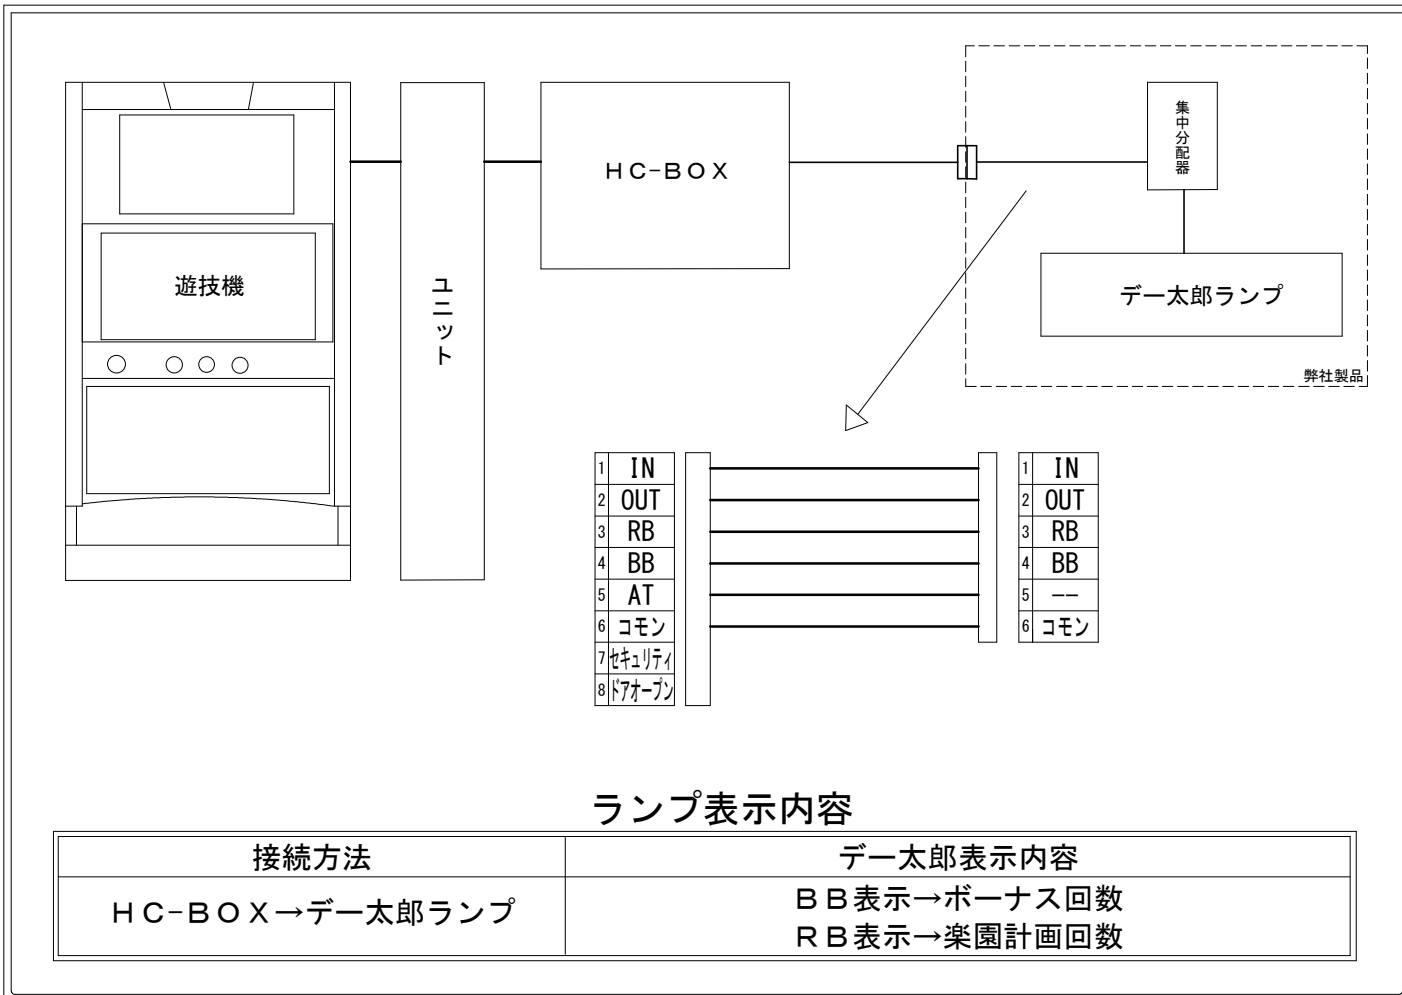 集中分配器
HC-BOX
遊技機
ユニット
デー太郎ランプ
弊社製品
1 IN 1 IN
2 OUT 2 OUT
3 RB 3 RB
4 BB 4 BB
5 AT 5 --
6 コモン 6 コモン
7 セキュリティ
8 ドアオープン
ランプ表示内容
接続方法 デー太郎表示内容
HC-BOX→デー太郎ランプ
BB表示→ボーナス回数
RB表示→楽園計画回数